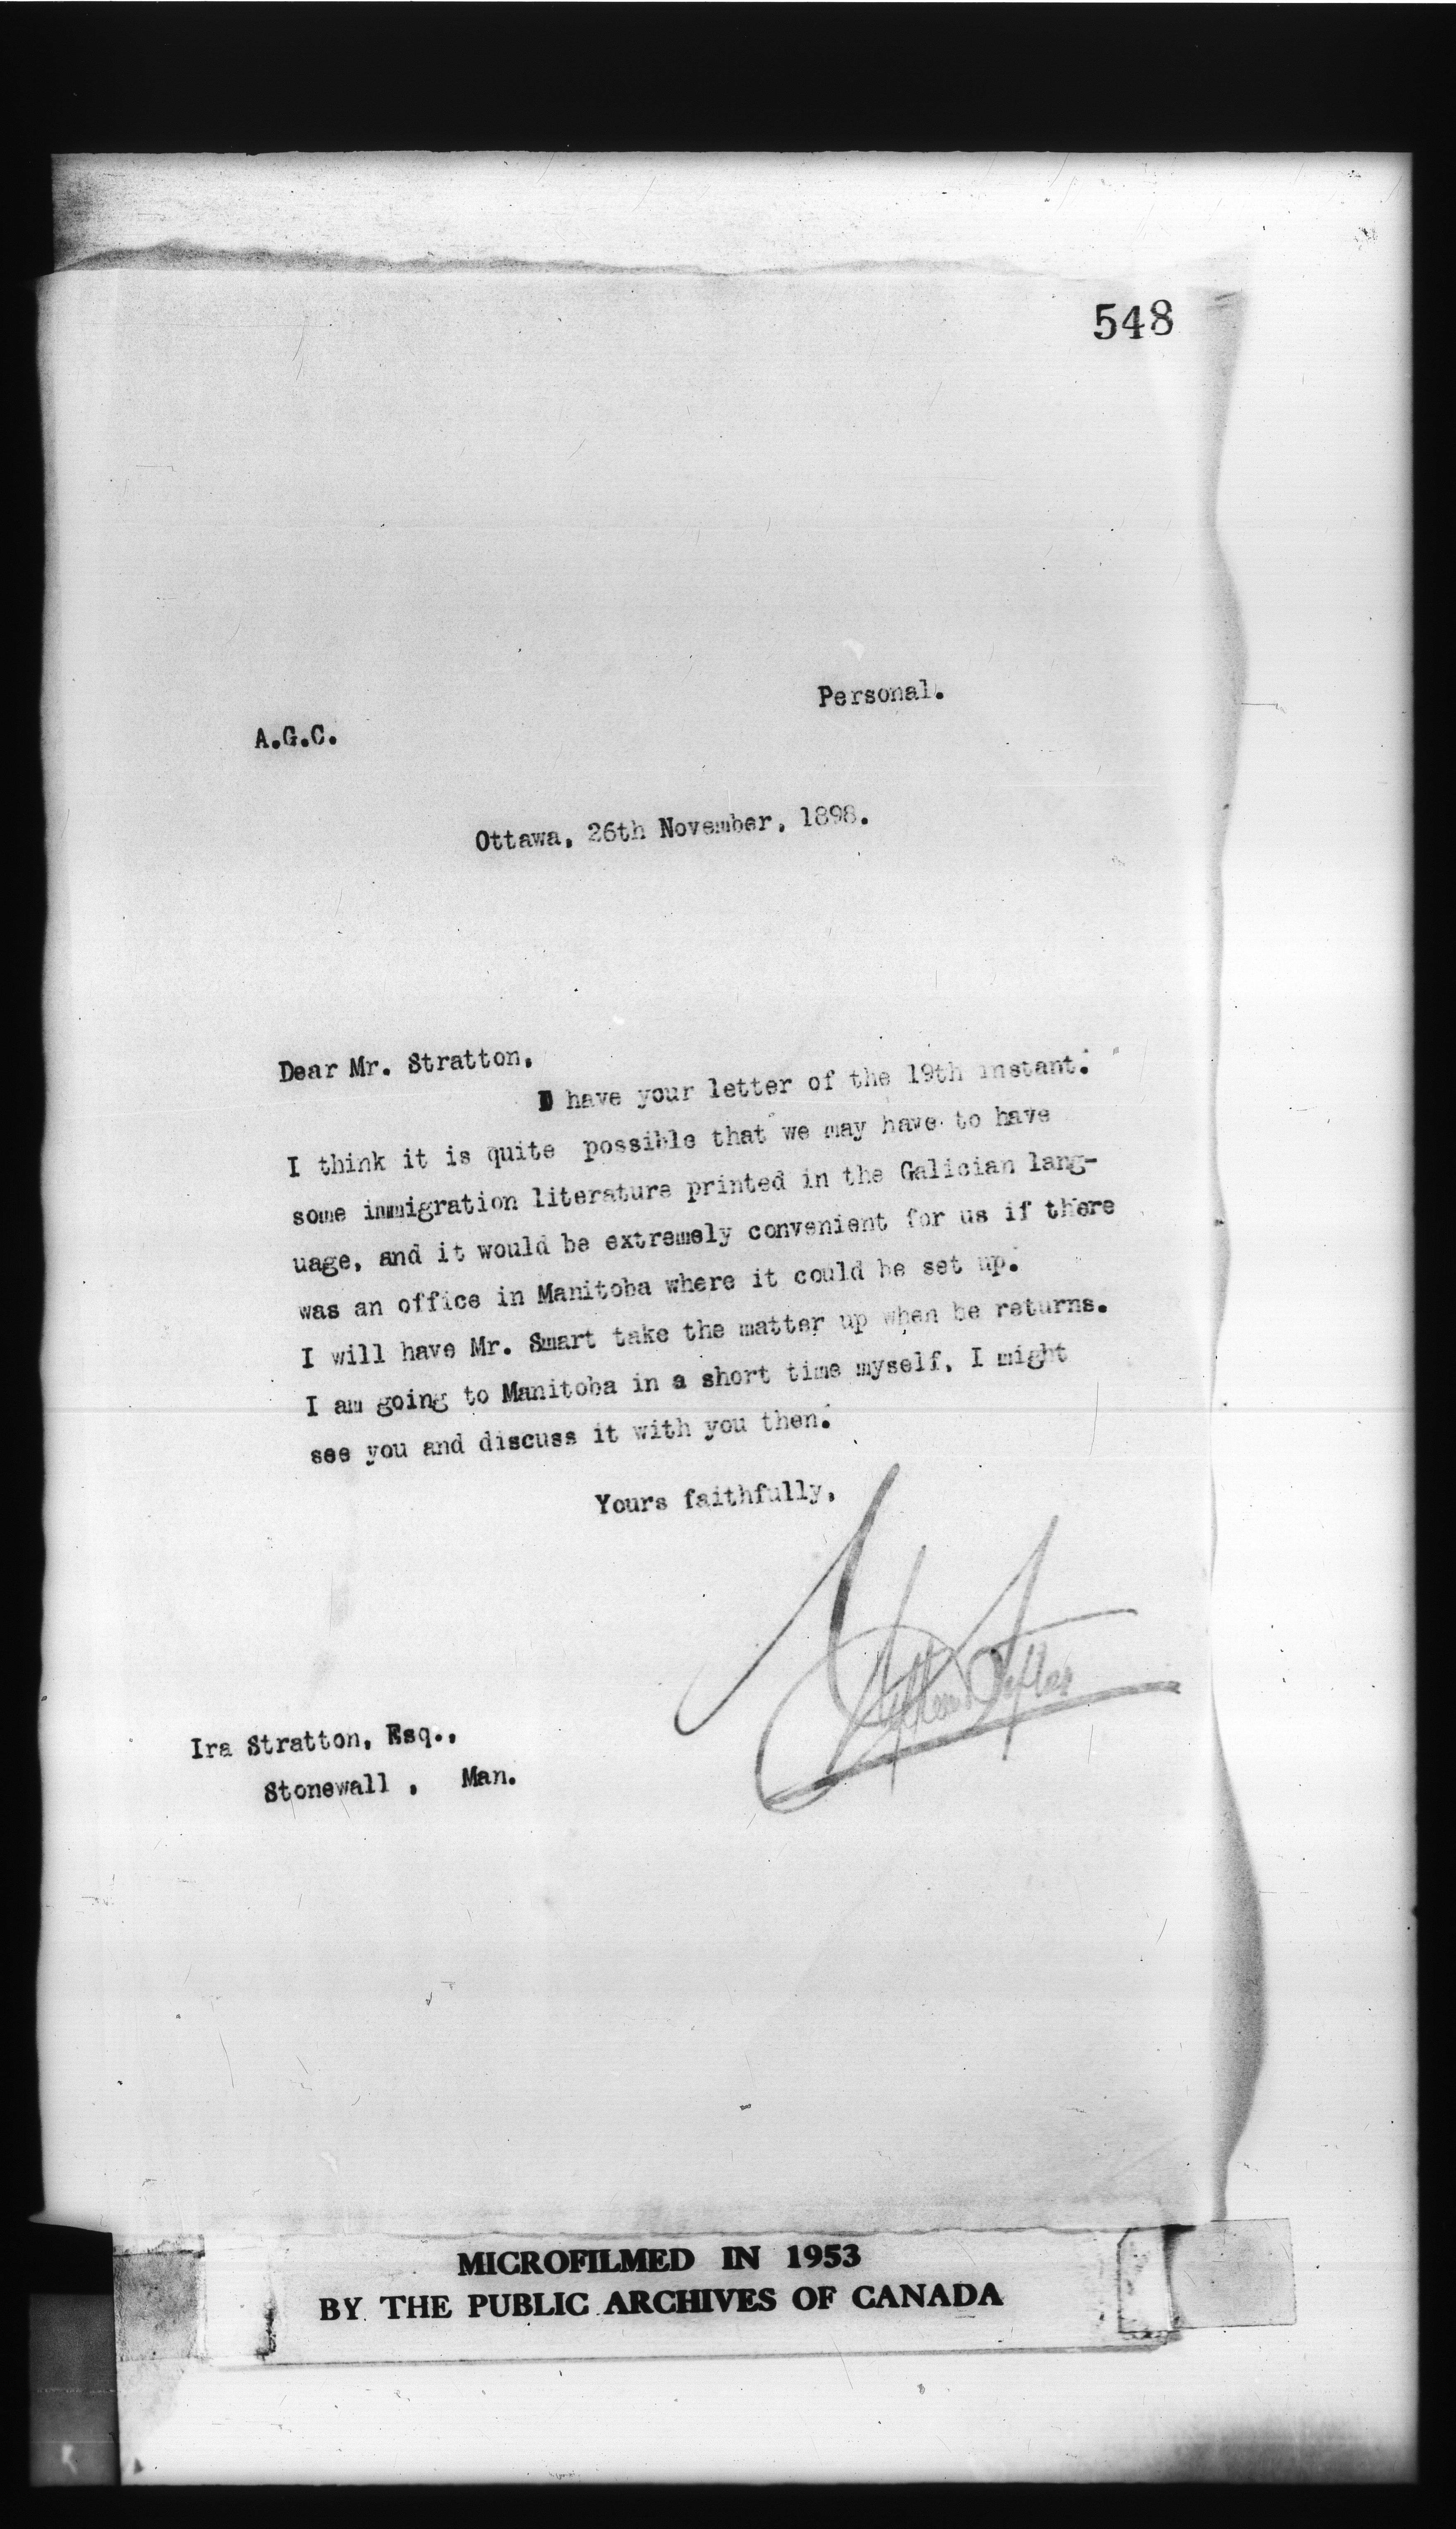 548
Personal.
A.G.C.
Ottawa, 26th November, 1898.
Dear Mr. Stratton,
I have your letter of the 19th instant.
I think it is quite possible that we may have to have
some immigration literature printed in the Galician lang-
uage, and it would be extremely convenient for us if there
was an office in Manitoba where it could be set up.
I will have Mr. Smart take the matter up when be returns.
I am going to Manitoba in a short time myself, I might
see you and discuss it with you then.
Yours faithfully,
Clifford Sifton
Ira Stratton, Esq.,
Stonewall , Man.
MICROFILMED IN 1953
BY THE PUBLIC ARCHIVES OF CANADA